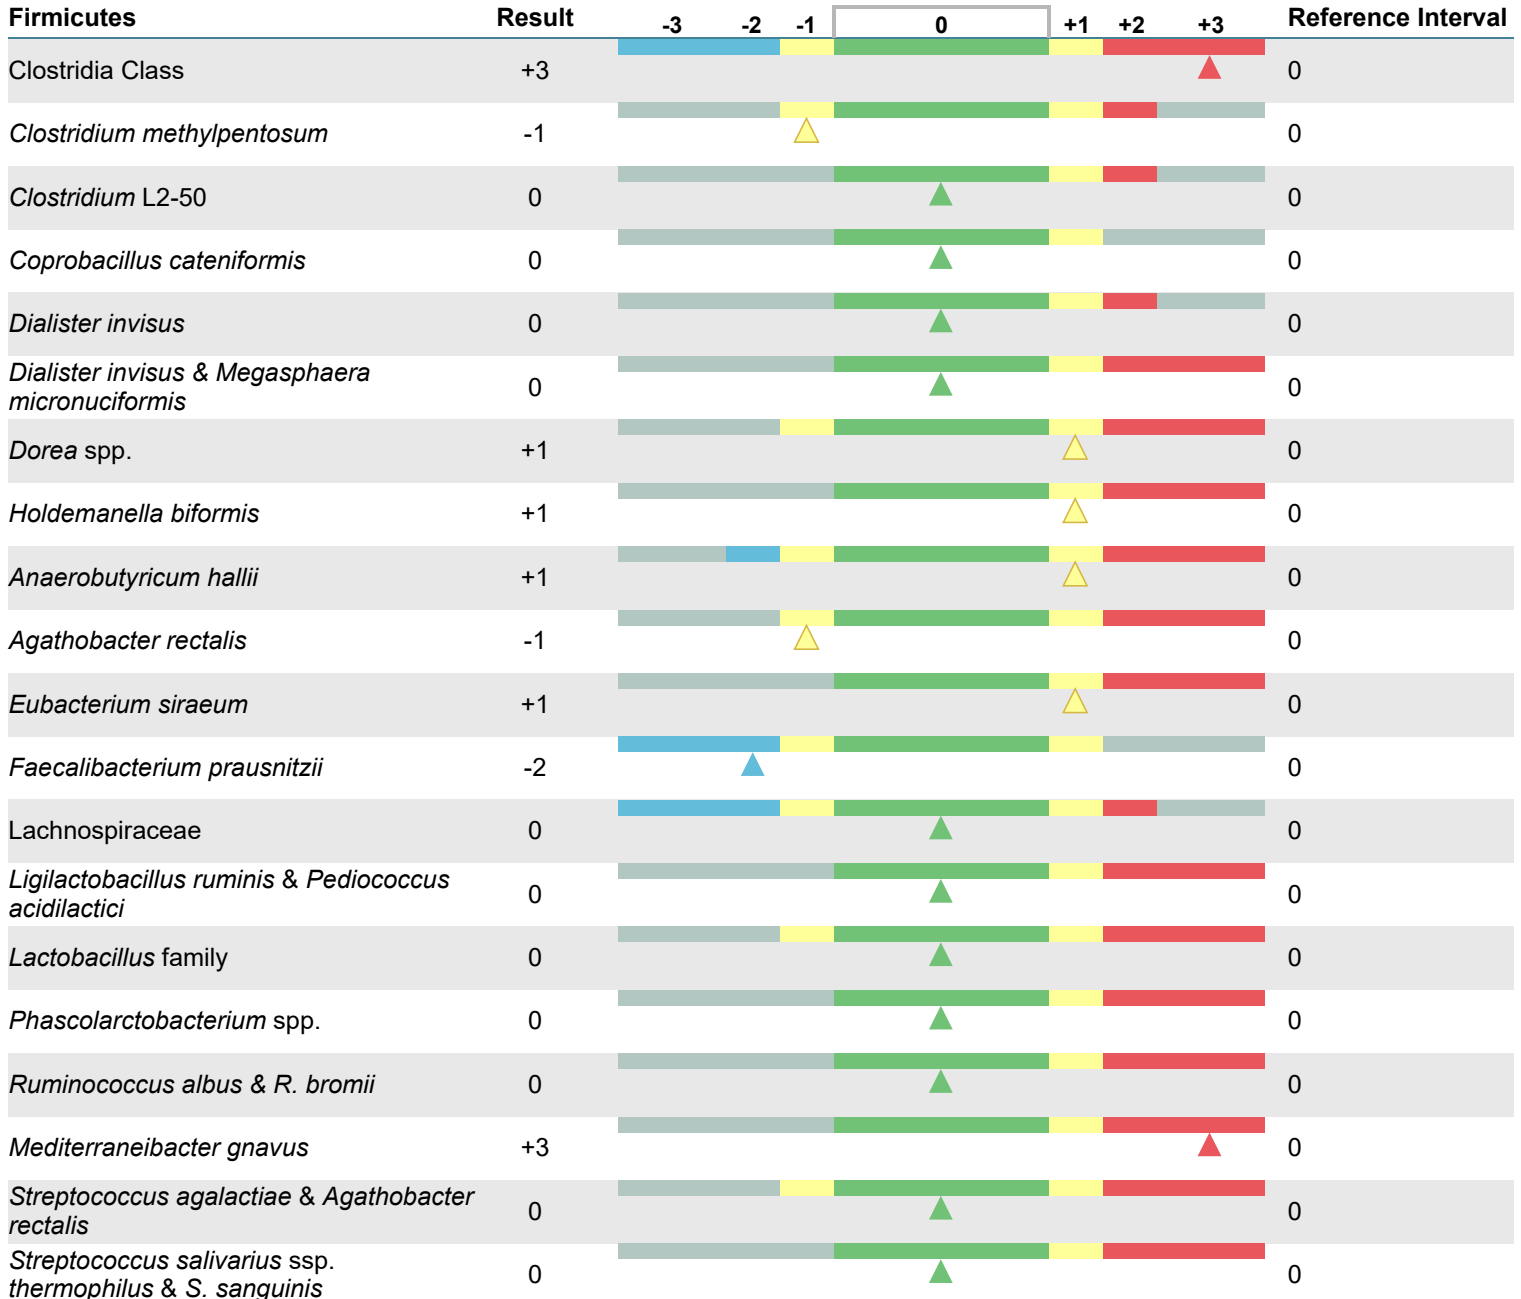 Firmicutes Result -3 -2 -1 0 +1 +2 +3 Reference Interval
Clostridia Class +3 0
Clostridium methylpentosum -1 0
Clostridium L2-50 0 0
Coprobacillus cateniformis 0 0
Dialister invisus 0 0
Dialister invisus & Megasphaera
micronuciformis 0 0
Dorea spp. +1 0
Holdemanella biformis +1 0
Anaerobutyricum hallii +1 0
Agathobacter rectalis -1 0
Eubacterium siraeum +1 0
Faecalibacterium prausnitzii -2 0
Lachnospiraceae 0 0
Ligilactobacillus ruminis & Pediococcus
acidilactici 0 0
Lactobacillus family 0 0
Phascolarctobacterium spp. 0 0
Ruminococcus albus & R. bromii 0 0
Mediterraneibacter gnavus +3 0
Streptococcus agalactiae & Agathobacter
rectalis 0 0
Streptococcus salivarius ssp.
thermophilus & S. sanguinis 0 0